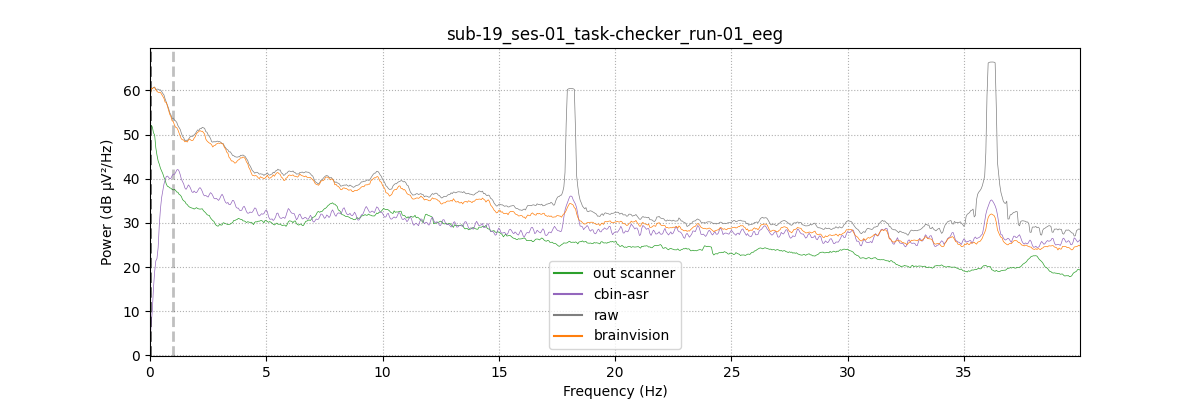 sub-19_ses-01_task-checker_run-01_eeg
Power (dB µV²/Hz)
60
50
40
30
20
10
0
out scanner
cbin-asr
raw
brainvision
0 5 10 15 20 25 30 35
Frequency (Hz)